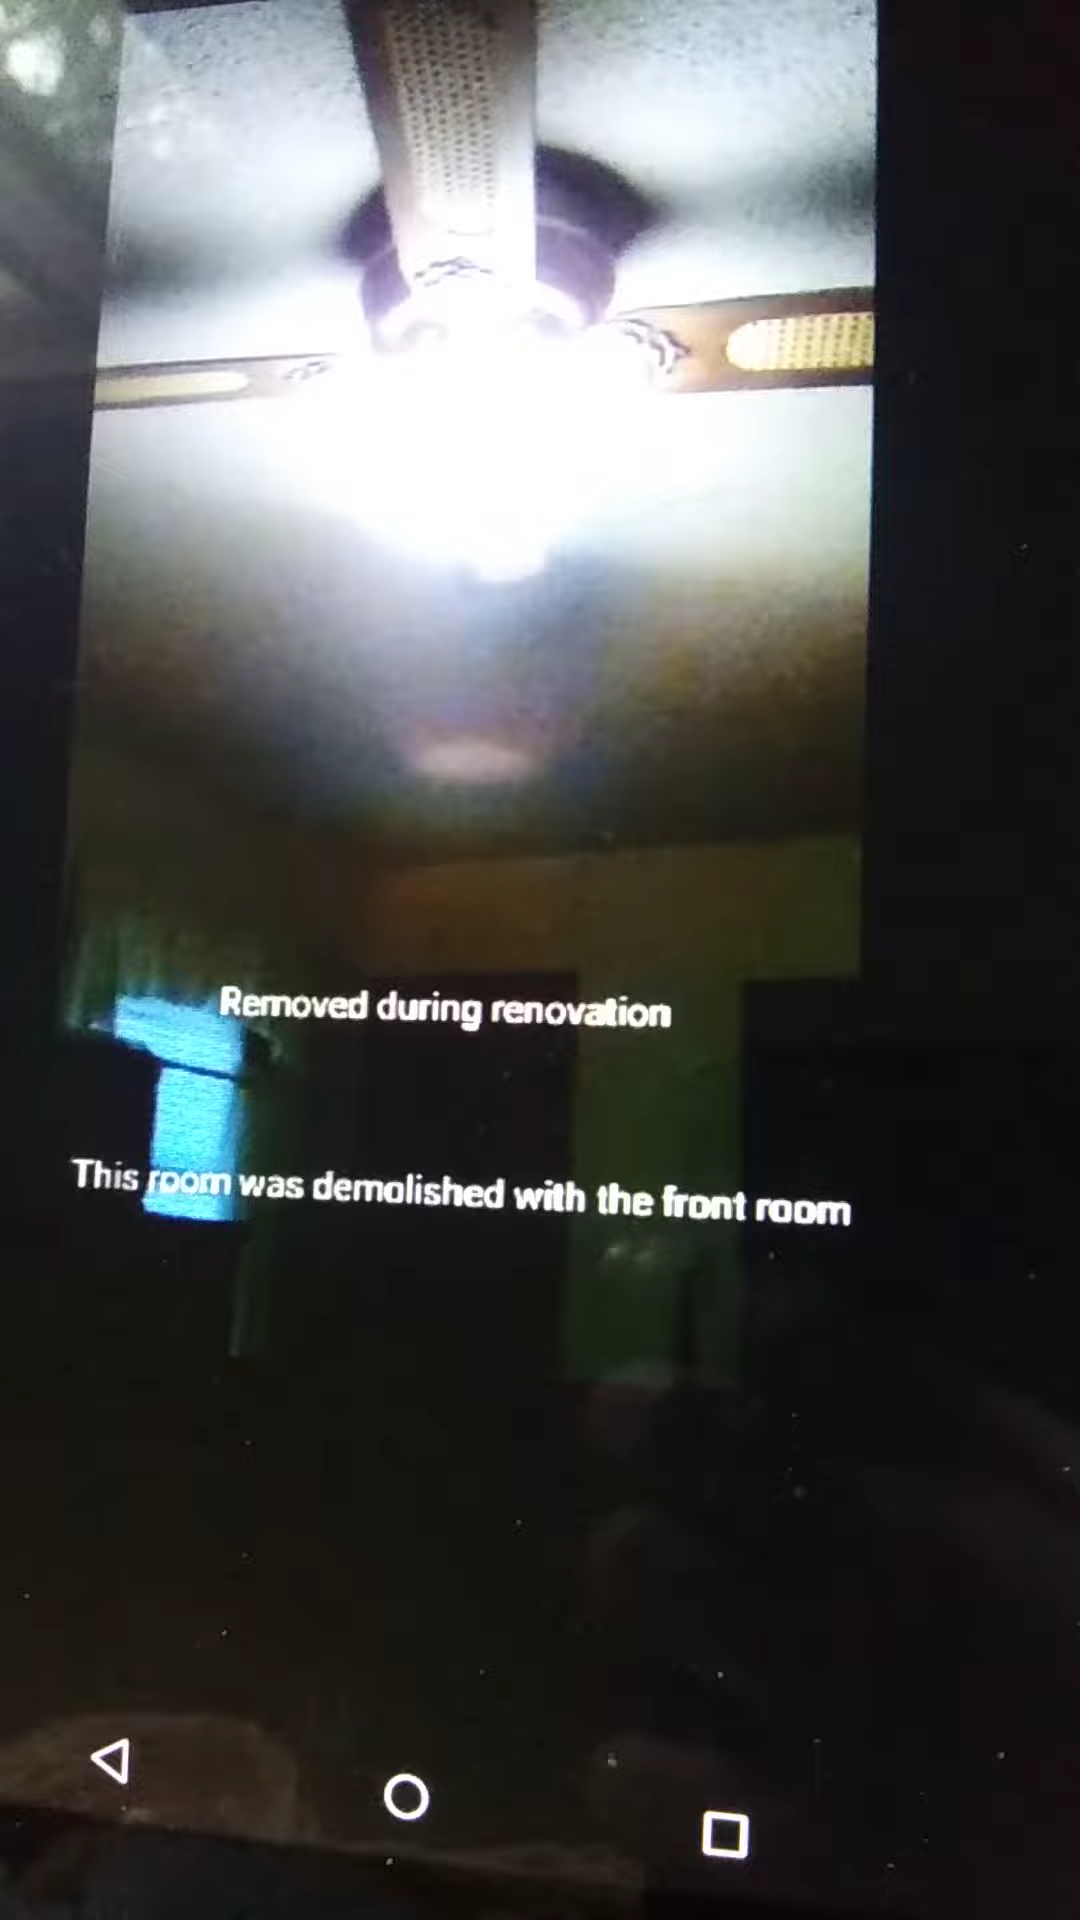 Removed during renovation
This room was demolished with the front room